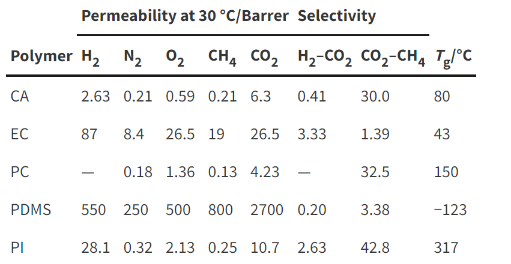 Permeability at 30 °C/Barrer Selectivity
Polymer H₂ N₂ O₂ CH₄ CO₂ H₂–CO₂ CO₂–CH₄ Tg/°C
CA 2.63 0.21 0.59 0.21 6.3 0.41 30.0 80
EC 87 8.4 26.5 19 26.5 3.33 1.39 43
PC — 0.18 1.36 0.13 4.23 — 32.5 150
PDMS 550 250 500 800 2700 0.20 3.38 −123
PI 28.1 0.32 2.13 0.25 10.7 2.63 42.8 317